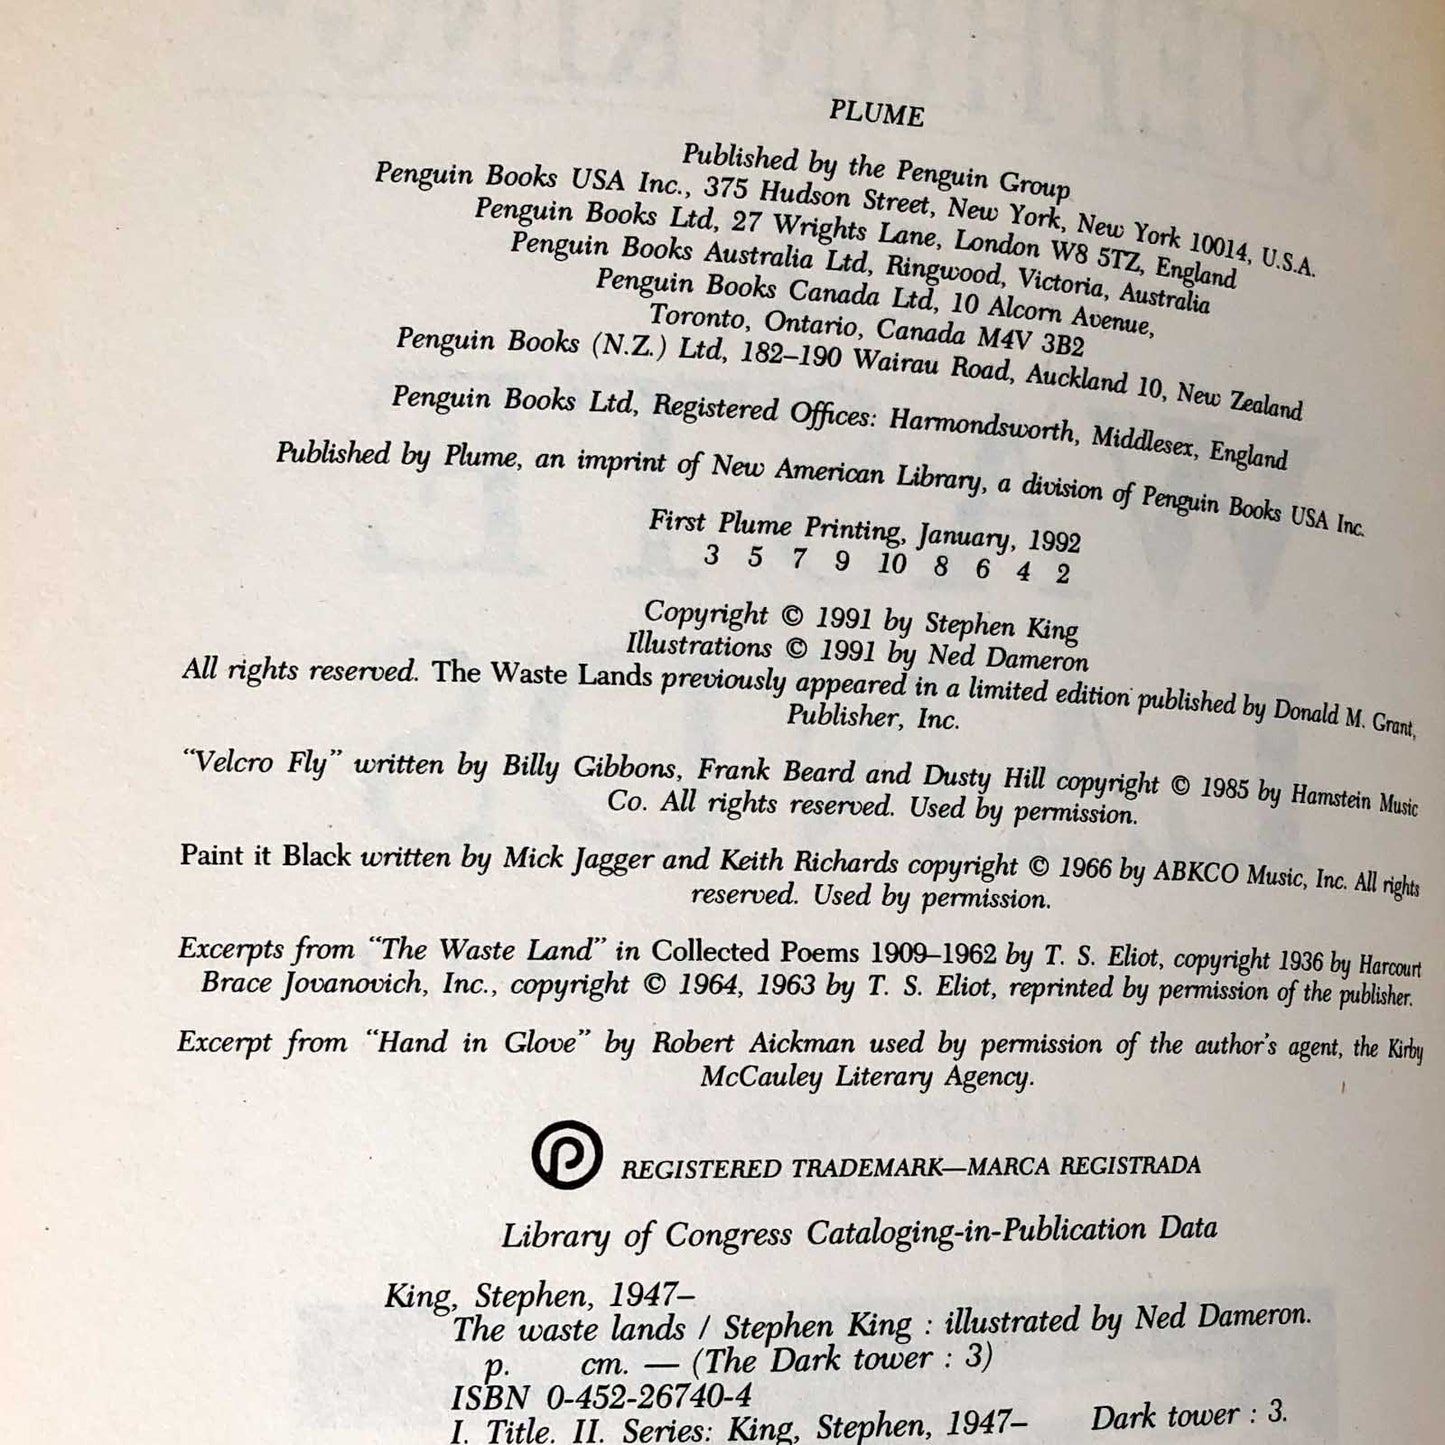 PLUME
Published by the Penguin Group
Penguin Books USA Inc., 375 Hudson Street, New York, New York 10014, U.S.A.
Penguin Books Ltd, 27 Wrights Lane, London W8 5TZ, England
Penguin Books Australia Ltd, Ringwood, Victoria, Australia
Penguin Books Canada Ltd, 10 Alcorn Avenue,
Toronto, Ontario, Canada M4V 3B2
Penguin Books (N.Z.) Ltd, 182–190 Wairau Road, Auckland 10, New Zealand
Penguin Books Ltd, Registered Offices: Harmondsworth, Middlesex, England
Published by Plume, an imprint of New American Library, a division of Penguin Books USA Inc.
First Plume Printing, January, 1992
3 5 7 9 10 8 6 4 2
Copyright © 1991 by Stephen King
Illustrations © 1991 by Ned Dameron
All rights reserved. The Waste Lands previously appeared in a limited edition published by Donald M. Grant,
Publisher, Inc.
“Velcro Fly” written by Billy Gibbons, Frank Beard and Dusty Hill copyright © 1985 by Hamstein Music
Co. All rights reserved. Used by permission.
Paint it Black written by Mick Jagger and Keith Richards copyright © 1966 by ABKCO Music, Inc. All rights
reserved. Used by permission.
Excerpts from “The Waste Land” in Collected Poems 1909–1962 by T. S. Eliot, copyright 1936 by Harcourt
Brace Jovanovich, Inc., copyright © 1964, 1963 by T. S. Eliot, reprinted by permission of the publisher.
Excerpt from “Hand in Glove” by Robert Aickman used by permission of the author's agent, the Kirby
McCauley Literary Agency.
REGISTERED TRADEMARK—MARCA REGISTRADA
Library of Congress Cataloging-in-Publication Data
King, Stephen, 1947–
The waste lands / Stephen King : illustrated by Ned Dameron.
p. cm. — (The Dark tower : 3)
ISBN 0-452-26740-4
I. Title. II. Series: King, Stephen, 1947– Dark tower : 3.